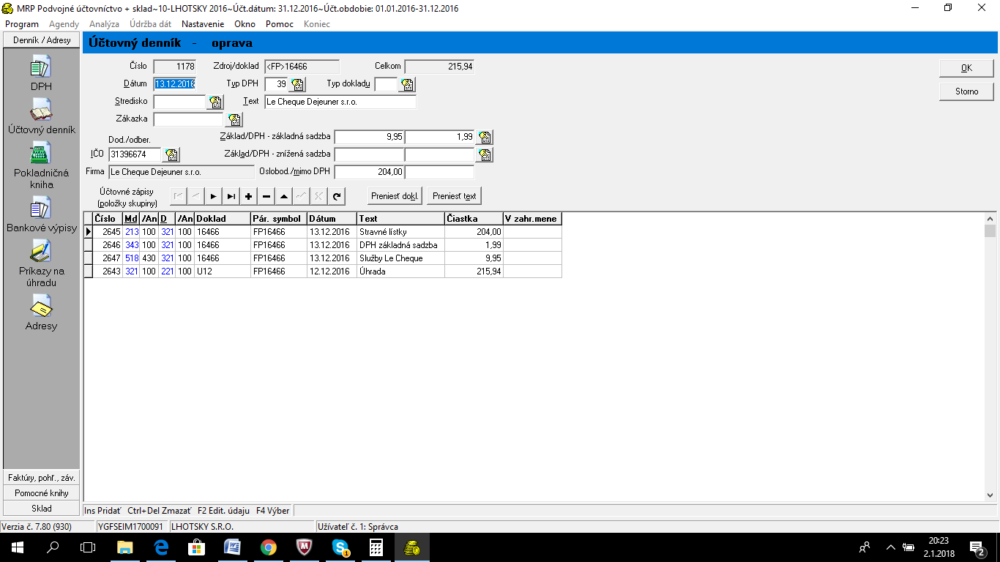 MRP Podvojné účtovníctvo + sklad~10-LHOTSKY 2016~Účt.dátum: 31.12.2016~Účt.obdobie: 01.01.2016-31.12.2016
Program Agendy Analýza Údržba dát Nastavenie Okno Pomoc Koniec
Denník / Adresy
Účtovný denník - oprava
Číslo 1178 Zdroj/doklad <FP>16466 Celkom 215,94 OK
Dátum 13.12.2016 Typ DPH 39 Typ dokladu
Storno
Stredisko Text Le Cheque Dejeuner s.r.o.
Zákazka
Dod./odber. Základ/DPH - základná sadzba 9,95 1,99
IČO 31396674 Základ/DPH - znížená sadzba
Firma Le Cheque Dejeuner s.r.o. Oslobod./mimo DPH 204,00
Účtovné zápisy
(položky skupiny)
Preniesť dokl. Preniesť text
Číslo Md /An D /An Doklad Pár. symbol Dátum Text Čiastka V zahr.mene
2645 213 100 321 100 16466 FP16466 13.12.2016 Stravné lístky 204,00
2646 343 100 321 100 16466 FP16466 13.12.2016 DPH základná sadzba 1,99
2647 518 430 321 100 16466 FP16466 13.12.2016 Služby Le Cheque 9,95
2643 321 100 221 100 U12 FP16466 12.12.2016 Úhrada 215,94
DPH
Účtovný denník
Pokladničná
kniha
Bankové výpisy
Príkazy na
úhradu
Adresy
Faktúry, pohľ., záv.
Pomocné knihy
Sklad
Ins Pridať Ctrl+Del Zmazať F2 Edit. údaju F4 Výber
Verzia č. 7.80 (930) YGFSEIM1700091 LHOTSKY S.R.O. Užívateľ č. 1: Správca
20:23
2.1.2018
1
2